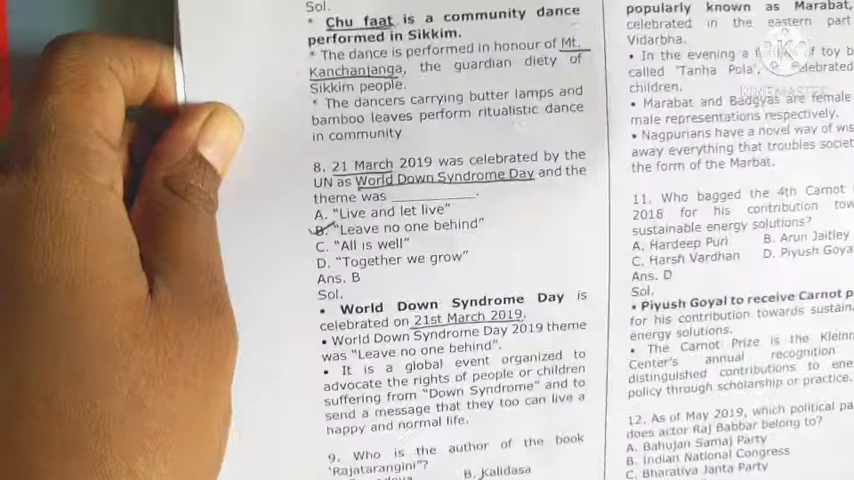 Sol.
* Chu faat is a community dance
performed in Sikkim.
* The dance is performed in honour of Mt.
Kanchanjanga, the guardian diety of
Sikkim people.
* The dancers carrying butter lamps and
bamboo leaves perform ritualistic dance
in community
8. 21 March 2019 was celebrated by the
UN as World Down Syndrome Day and the
theme was ____________.
A. "Live and let live"
B. "Leave no one behind"
C. "All is well"
D. "Together we grow"
Ans. B
Sol.
• World Down Syndrome Day is
celebrated on 21st March 2019.
• World Down Syndrome Day 2019 theme
was "Leave no one behind".
• It is a global event organized to
advocate the rights of people or children
suffering from "Down Syndrome" and to
send a message that they too can live a
happy and normal life.
9. Who is the author of the book
'Rajatarangini"?
B. Kalidasa
popularly known as Marabat,
celebrated in the eastern part
Vidarbha.
• In the evening a of toy b
called 'Tanha Pola',
children.
• Marabat and Badgyas are female
male representations respectively.
• Nagpurians have a novel way of wis
away everything that troubles societ
the form of the Marbat.
11. Who bagged the 4th Carnot
2018 for his contribution tow
sustainable energy solutions?
A. Hardeep Puri B. Arun Jaitley
C. Harsh Vardhan D. Piyush Goya
Ans. D
Sol.
• Piyush Goyal to receive Carnot p
for his contribution towards sustain
energy solutions.
• The Carnot Prize is the Kleinm
Center's annual recognition
distinguished contributions to ene
policy through scholarship or practice.
12. As of May 2019, which political pa
does actor Raj Babbar belong to?
A. Bahujan Samaj Party
B. Indian National Congress
C. Bharatiya Janta Party
KINEMASTER